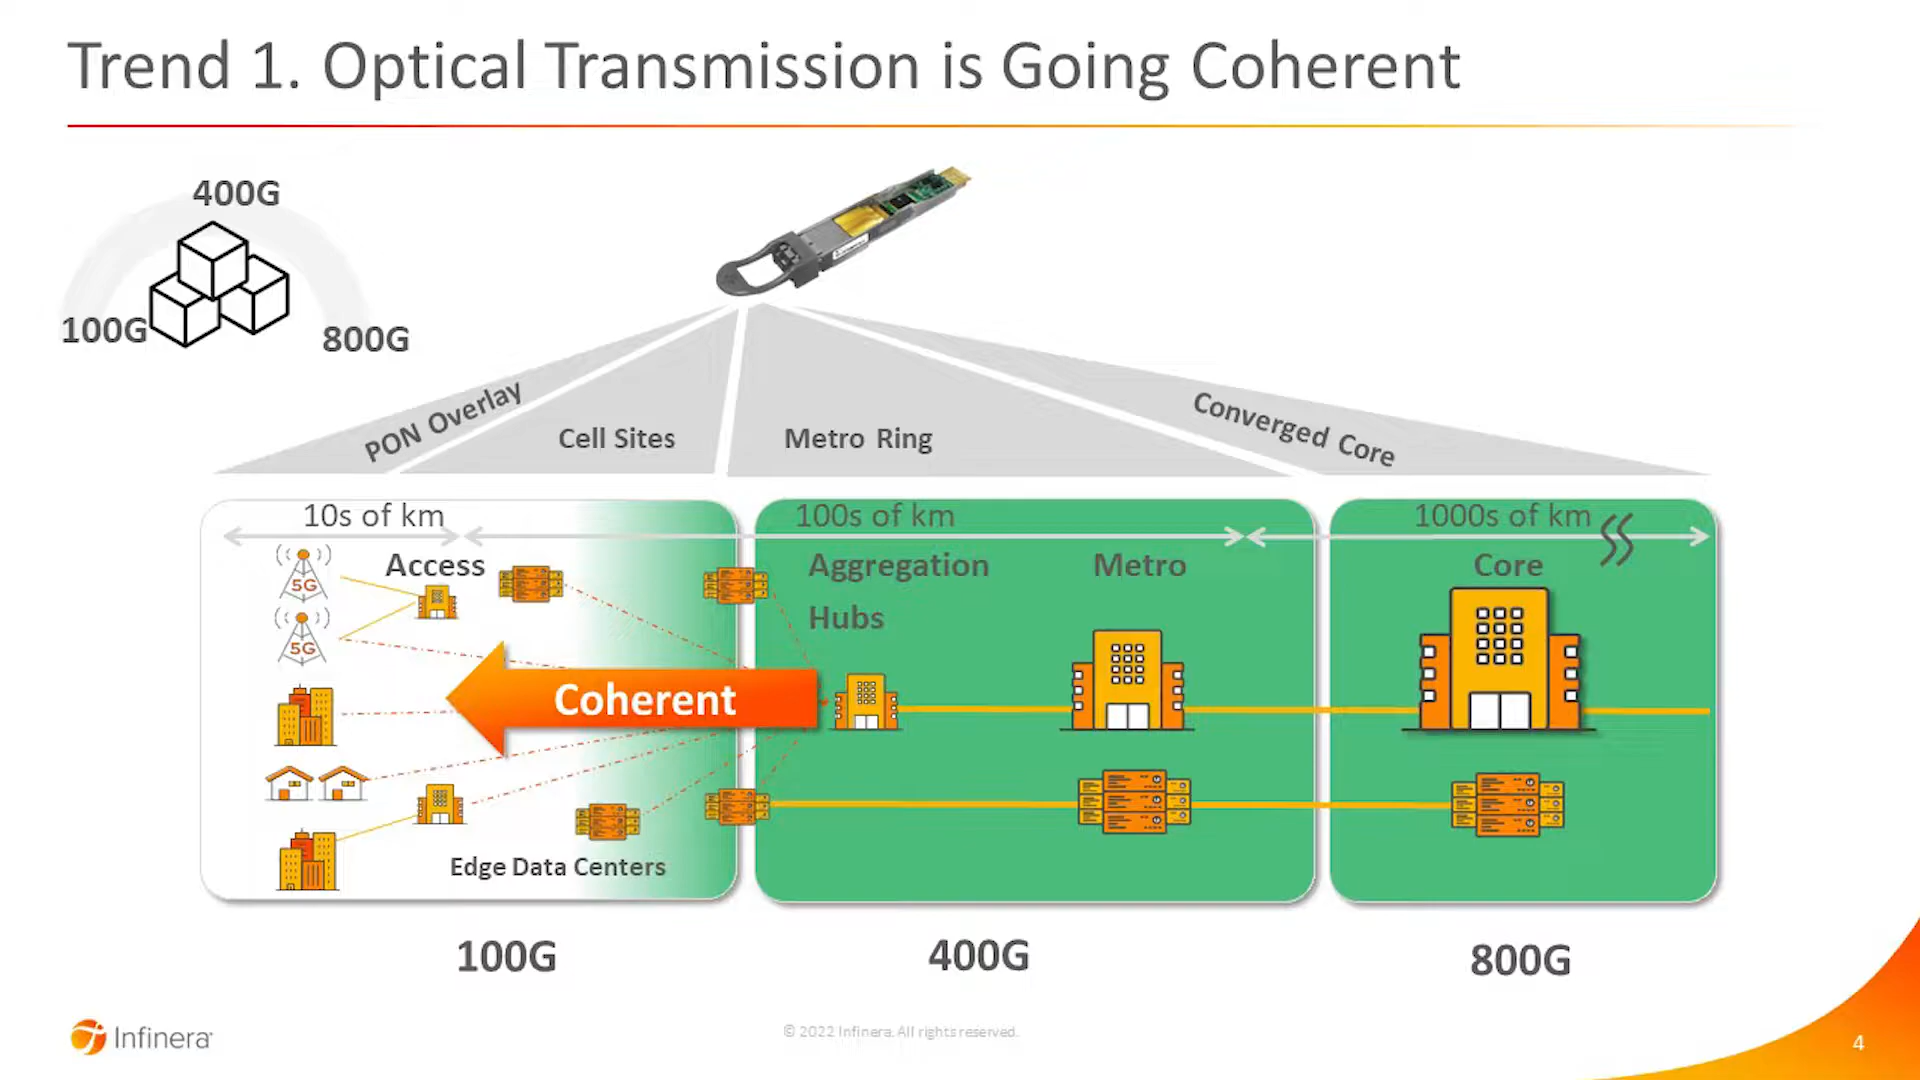 Trend 1. Optical Transmission is Going Coherent
400G
100G
800G
PON Overlay
Cell Sites
Metro Ring
Converged Core
10s of km
100s of km
1000s of km
Access
Aggregation
Hubs
Metro
Core
5G
5G
Coherent
Edge Data Centers
100G
400G
800G
Infinera
© 2022 Infinera. All rights reserved.
4